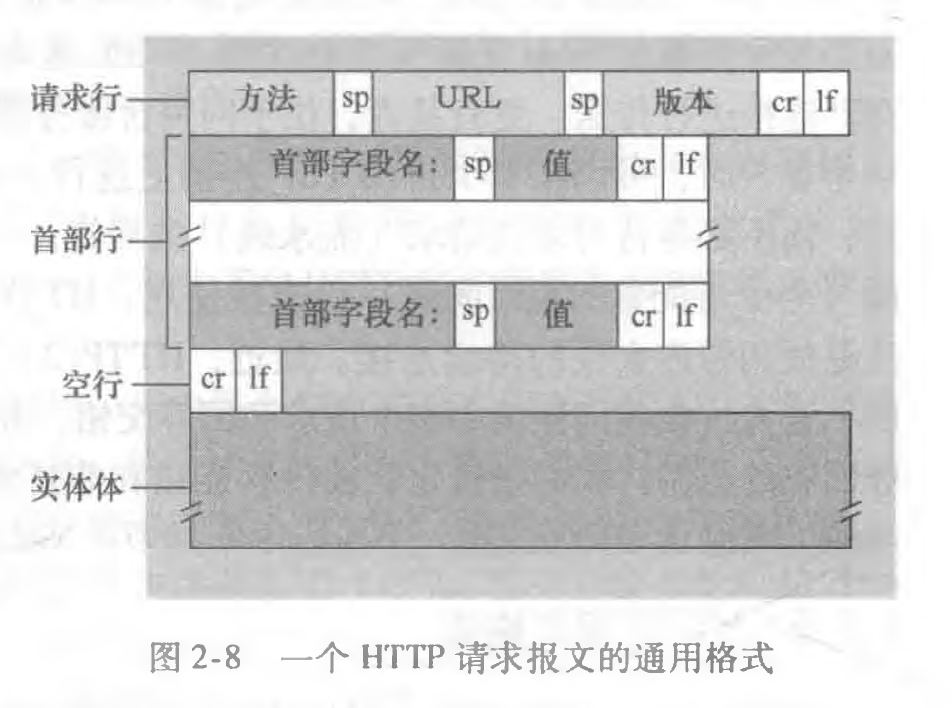 请求行 方法 sp URL sp 版本 cr lf
首部字段名: sp 值 cr lf
首部行
首部字段名: sp 值 cr lf
空行 cr lf
实体体
图 2-8 一个 HTTP 请求报文的通用格式